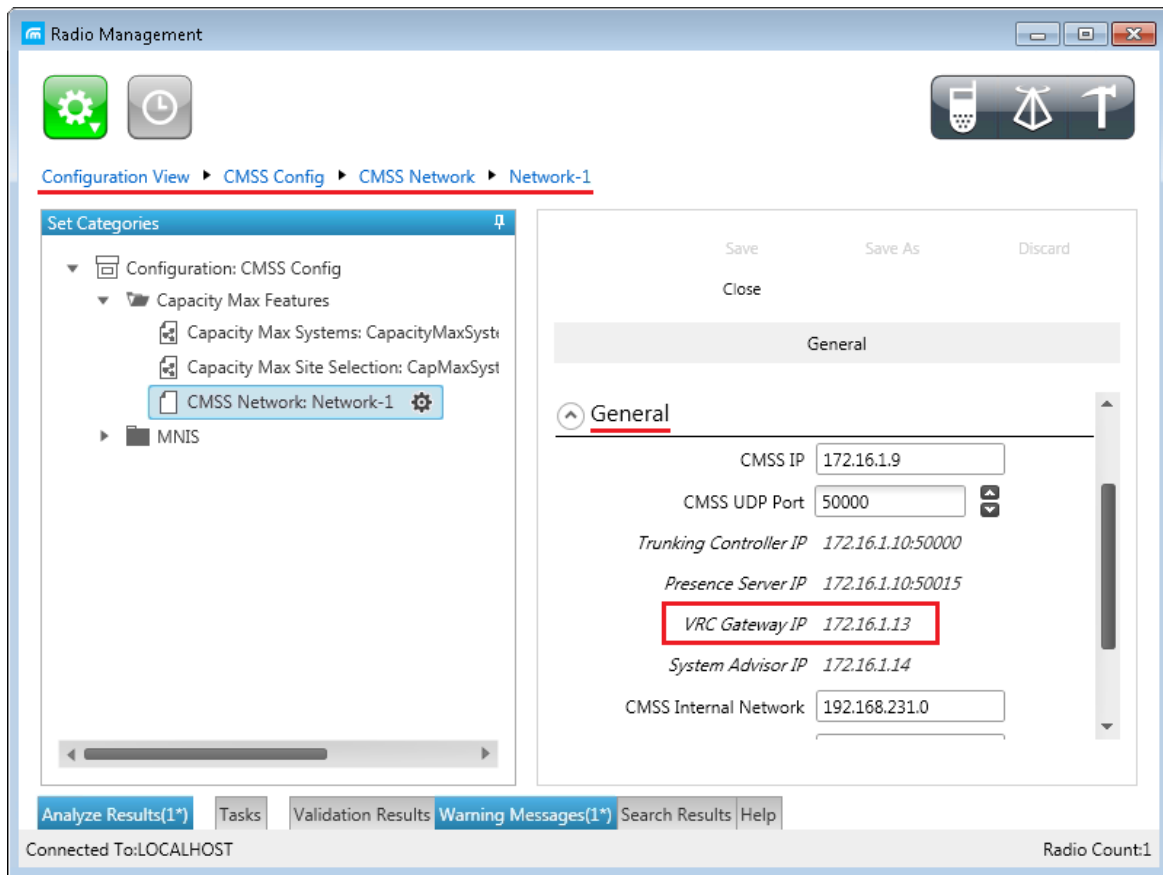 Radio Management
Configuration View ▶ CMSS Config ▶ CMSS Network ▶ Network-1
Set Categories
Configuration: CMSS Config
Capacity Max Features
Capacity Max Systems: CapacityMaxSyste
Capacity Max Site Selection: CapMaxSyst
CMSS Network: Network-1
MNIS
Save Save As Discard
Close
General
General
CMSS IP 172.16.1.9
CMSS UDP Port 50000
Trunking Controller IP 172.16.1.10:50000
Presence Server IP 172.16.1.10:50015
VRC Gateway IP 172.16.1.13
System Advisor IP 172.16.1.14
CMSS Internal Network 192.168.231.0
Analyze Results(1*) Tasks Validation Results Warning Messages(1*) Search Results Help
Connected To:LOCALHOST Radio Count:1